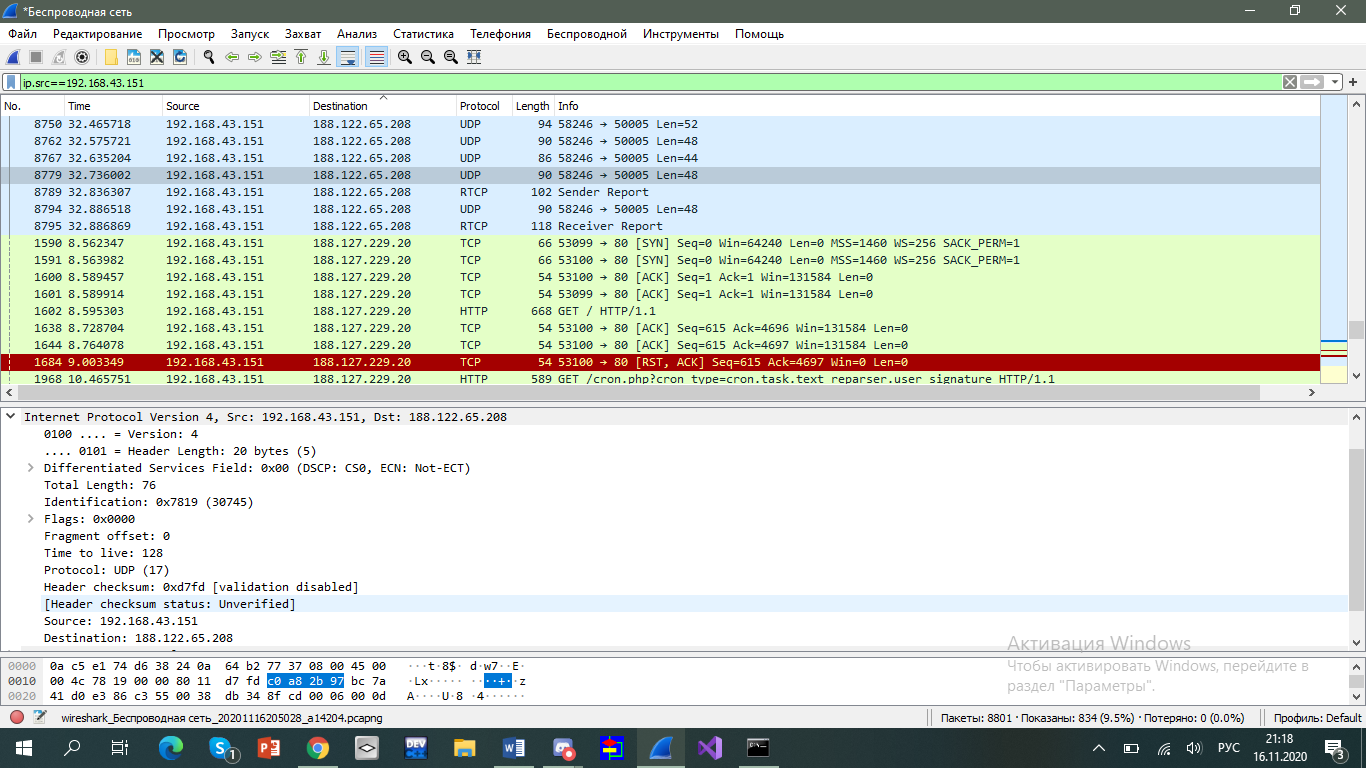 *Беспроводная сеть
Файл Редактирование Просмотр Запуск Захват Анализ Статистика Телефония Беспроводной Инструменты Помощь
ip.src==192.168.43.151
No. Time Source Destination Protocol Length Info
8750 32.465718 192.168.43.151 188.122.65.208 UDP 94 58246 → 50005 Len=52
8762 32.575721 192.168.43.151 188.122.65.208 UDP 90 58246 → 50005 Len=48
8767 32.635204 192.168.43.151 188.122.65.208 UDP 86 58246 → 50005 Len=44
8779 32.736002 192.168.43.151 188.122.65.208 UDP 90 58246 → 50005 Len=48
8789 32.836307 192.168.43.151 188.122.65.208 RTCP 102 Sender Report
8794 32.886518 192.168.43.151 188.122.65.208 UDP 90 58246 → 50005 Len=48
8795 32.886869 192.168.43.151 188.122.65.208 RTCP 118 Receiver Report
1590 8.562347 192.168.43.151 188.127.229.20 TCP 66 53099 → 80 [SYN] Seq=0 Win=64240 Len=0 MSS=1460 WS=256 SACK_PERM=1
1591 8.563982 192.168.43.151 188.127.229.20 TCP 66 53100 → 80 [SYN] Seq=0 Win=64240 Len=0 MSS=1460 WS=256 SACK_PERM=1
1600 8.589457 192.168.43.151 188.127.229.20 TCP 54 53100 → 80 [ACK] Seq=1 Ack=1 Win=131584 Len=0
1601 8.589914 192.168.43.151 188.127.229.20 TCP 54 53099 → 80 [ACK] Seq=1 Ack=1 Win=131584 Len=0
1602 8.595303 192.168.43.151 188.127.229.20 HTTP 668 GET / HTTP/1.1
1638 8.728704 192.168.43.151 188.127.229.20 TCP 54 53100 → 80 [ACK] Seq=615 Ack=4696 Win=131584 Len=0
1644 8.764078 192.168.43.151 188.127.229.20 TCP 54 53100 → 80 [ACK] Seq=615 Ack=4697 Win=131584 Len=0
1684 9.003349 192.168.43.151 188.127.229.20 TCP 54 53100 → 80 [RST, ACK] Seq=615 Ack=4697 Win=0 Len=0
1968 10.465751 192.168.43.151 188.127.229.20 HTTP 589 GET /cron.php?cron_type=cron.task.text_reparser.user_signature HTTP/1.1
Internet Protocol Version 4, Src: 192.168.43.151, Dst: 188.122.65.208
0100 .... = Version: 4
.... 0101 = Header Length: 20 bytes (5)
Differentiated Services Field: 0x00 (DSCP: CS0, ECN: Not-ECT)
Total Length: 76
Identification: 0x7819 (30745)
Flags: 0x0000
Fragment offset: 0
Time to live: 128
Protocol: UDP (17)
Header checksum: 0xd7fd [validation disabled]
[Header checksum status: Unverified]
Source: 192.168.43.151
Destination: 188.122.65.208
0000 0a c5 e1 74 d6 38 24 0a 64 b2 77 37 08 00 45 00 ···t·8$· d·w7··E·
0010 00 4c 78 19 00 00 80 11 d7 fd c0 a8 2b 97 bc 7a ·Lx····· ····+··z
0020 41 d0 e3 86 c3 55 00 38 db 34 8f cd 00 06 00 0d A····U·8 ·4······
Активация Windows
Чтобы активировать Windows, перейдите в
раздел "Параметры".
wireshark_Беспроводная сеть_20201116205028_a14204.pcapng
Пакеты: 8801 · Показаны: 834 (9.5%) · Потеряно: 0 (0.0%)
Профиль: Default
1
DEV
РУС
21:18
16.11.2020
3